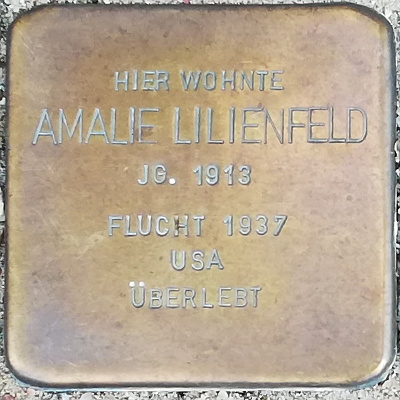 HIER WOHNTE
AMALIE LILIENFELD
JG. 1913
FLUCHT 1937
USA
ÜBERLEBT